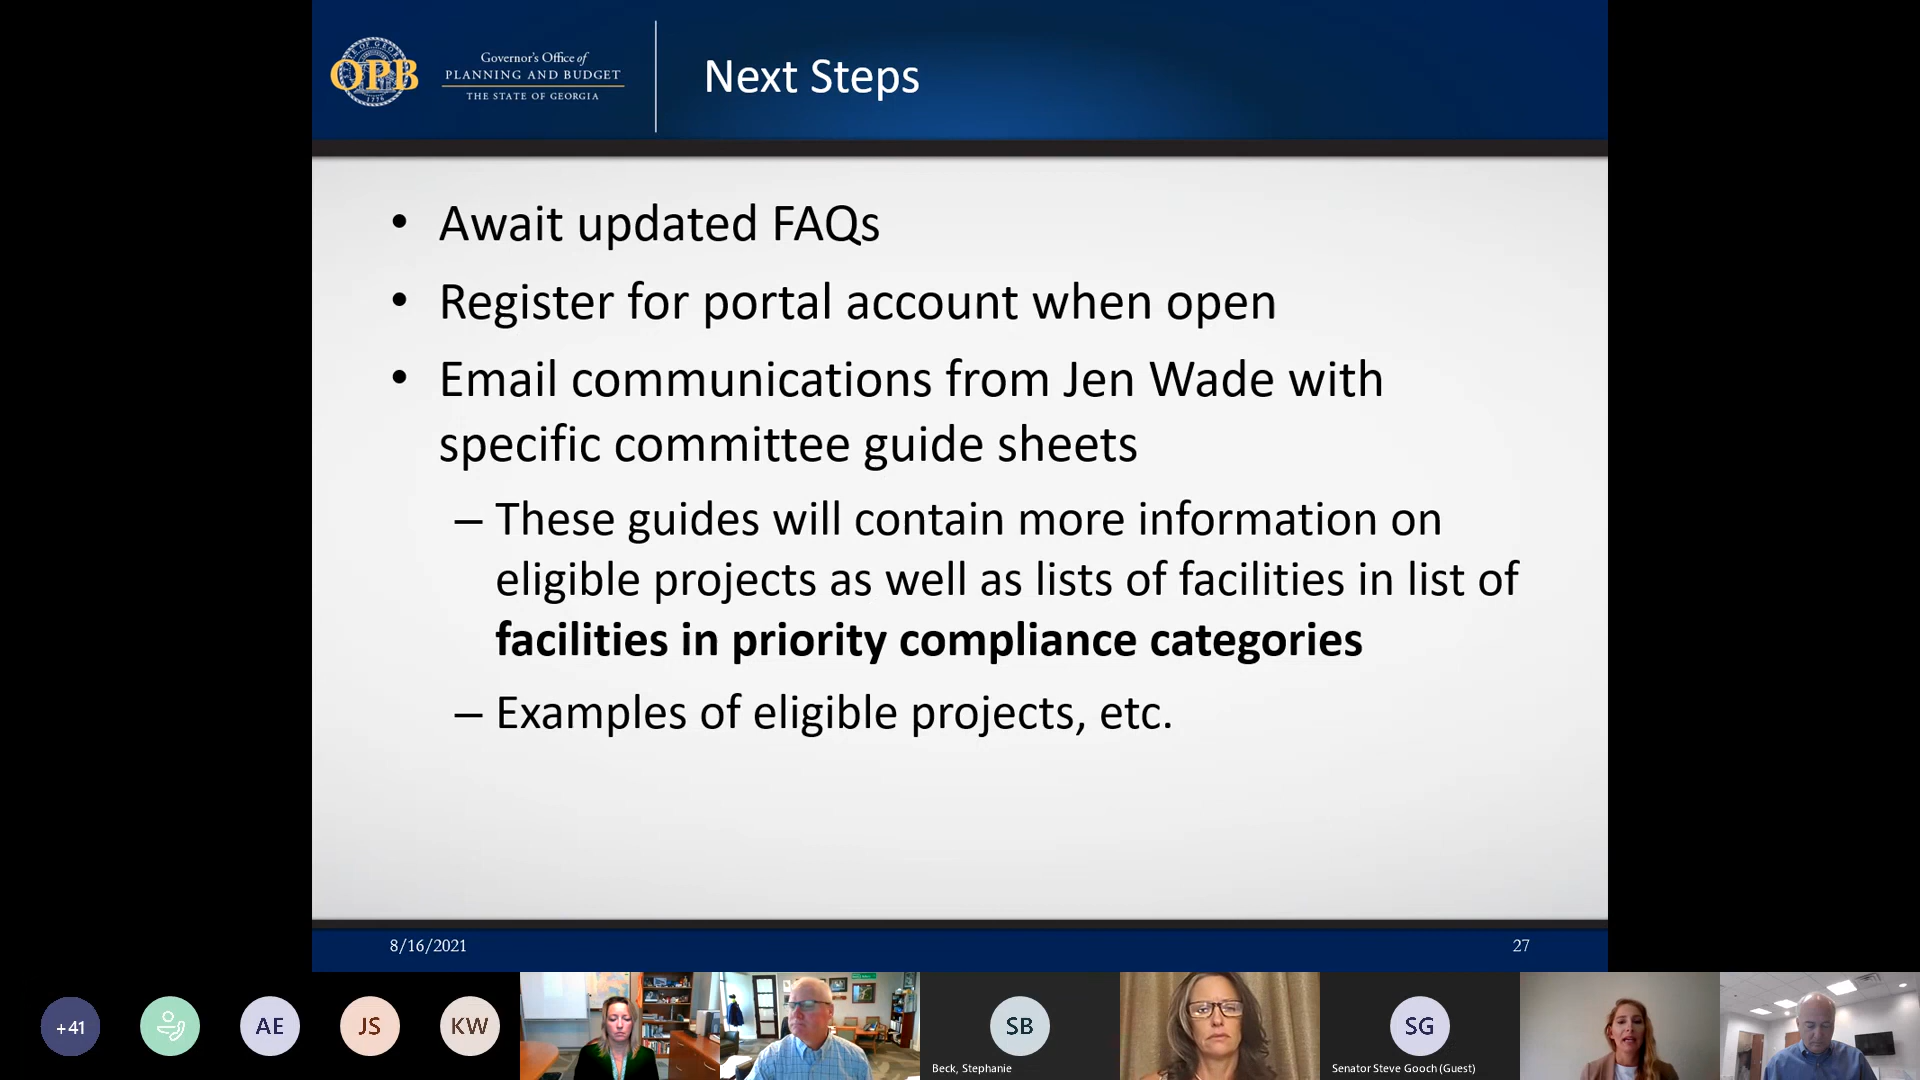 OPB
1776
Governor's Office of
PLANNING AND BUDGET
THE STATE OF GEORGIA
Next Steps
• Await updated FAQs
• Register for portal account when open
• Email communications from Jen Wade with
specific committee guide sheets
– These guides will contain more information on
eligible projects as well as lists of facilities in list of
facilities in priority compliance categories
– Examples of eligible projects, etc.
8/16/2021
27
+41
AE
JS
KW
SB
Beck, Stephanie
SG
Senator Steve Gooch (Guest)